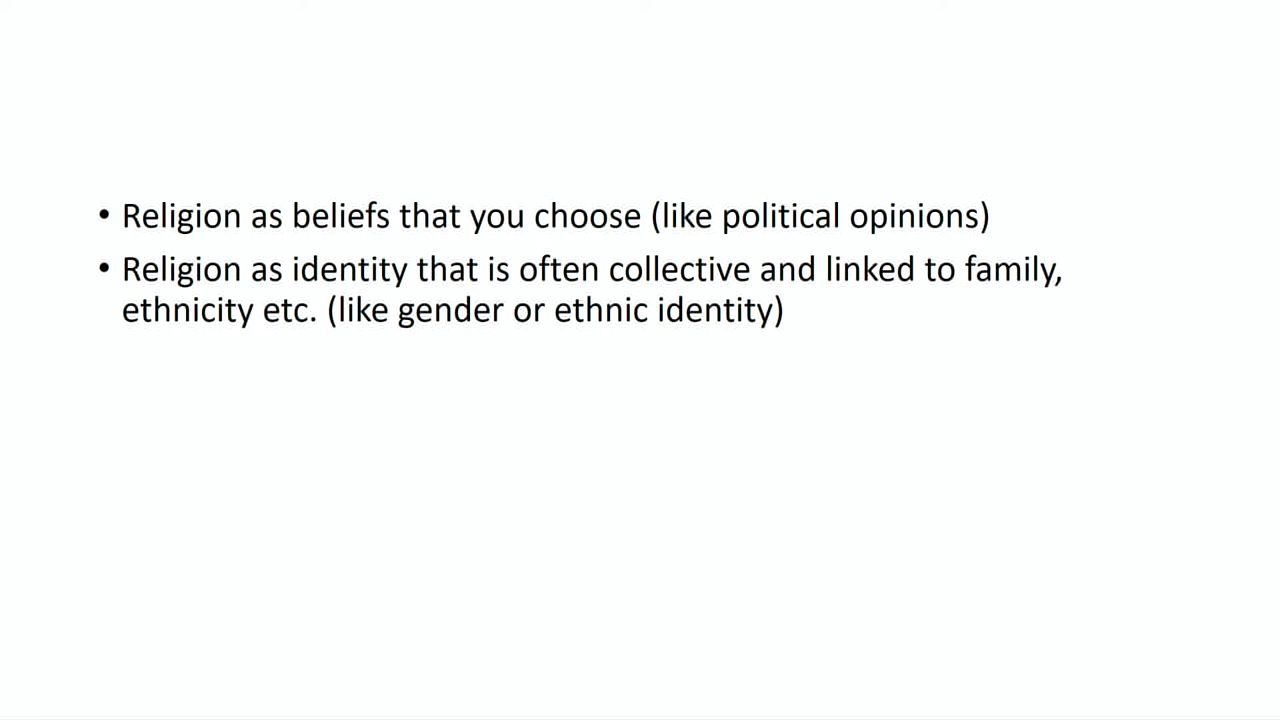 • Religion as beliefs that you choose (like political opinions)
• Religion as identity that is often collective and linked to family,
ethnicity etc. (like gender or ethnic identity)